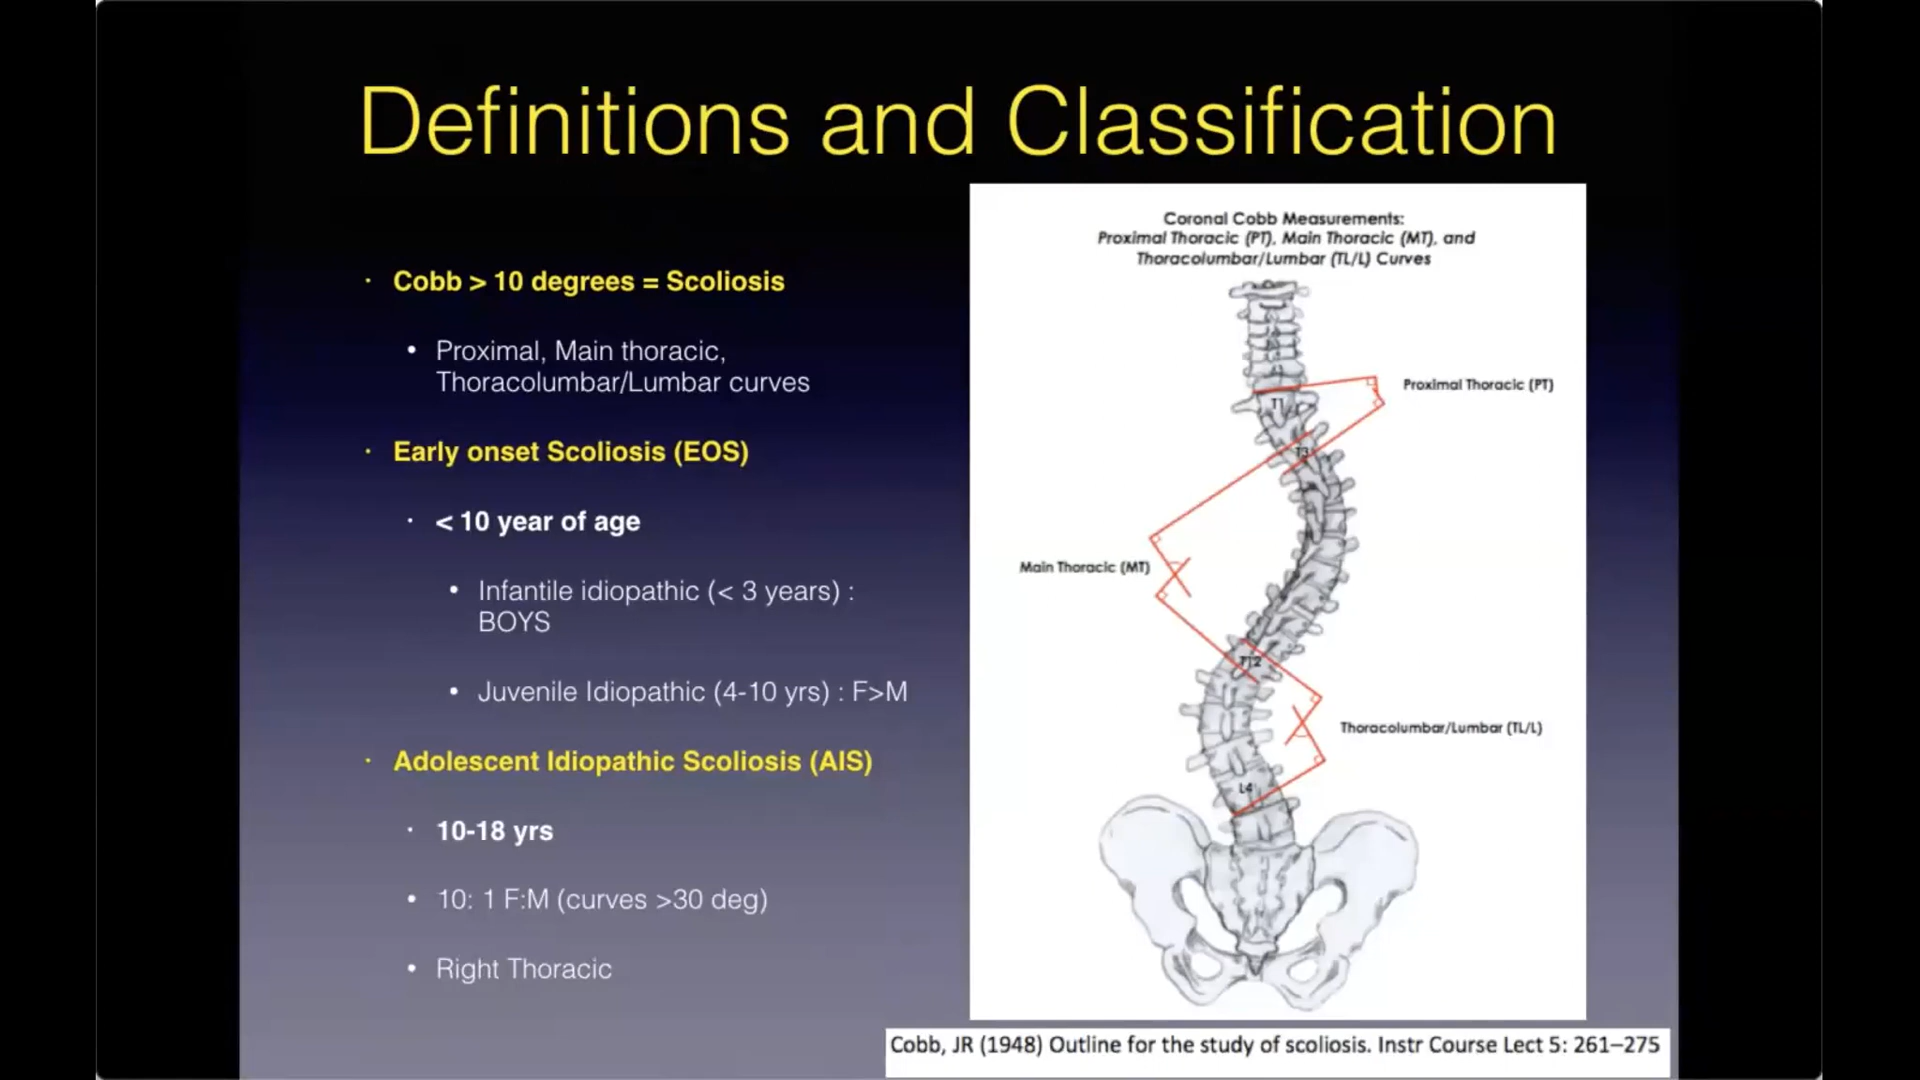 Definitions and Classification
· Cobb > 10 degrees = Scoliosis
• Proximal, Main thoracic,
Thoracolumbar/Lumbar curves
· Early onset Scoliosis (EOS)
· < 10 year of age
• Infantile idiopathic (< 3 years) :
BOYS
• Juvenile Idiopathic (4-10 yrs) : F>M
· Adolescent Idiopathic Scoliosis (AIS)
· 10-18 yrs
• 10: 1 F:M (curves >30 deg)
• Right Thoracic
Coronal Cobb Measurements:
Proximal Thoracic (PT), Main Thoracic (MT), and
Thoracolumbar/Lumbar (TL/L) Curves
Proximal Thoracic (PT)
T1
T3
Main Thoracic (MT)
T12
Thoracolumbar/Lumbar (TL/L)
L4
Cobb, JR (1948) Outline for the study of scoliosis. Instr Course Lect 5: 261–275